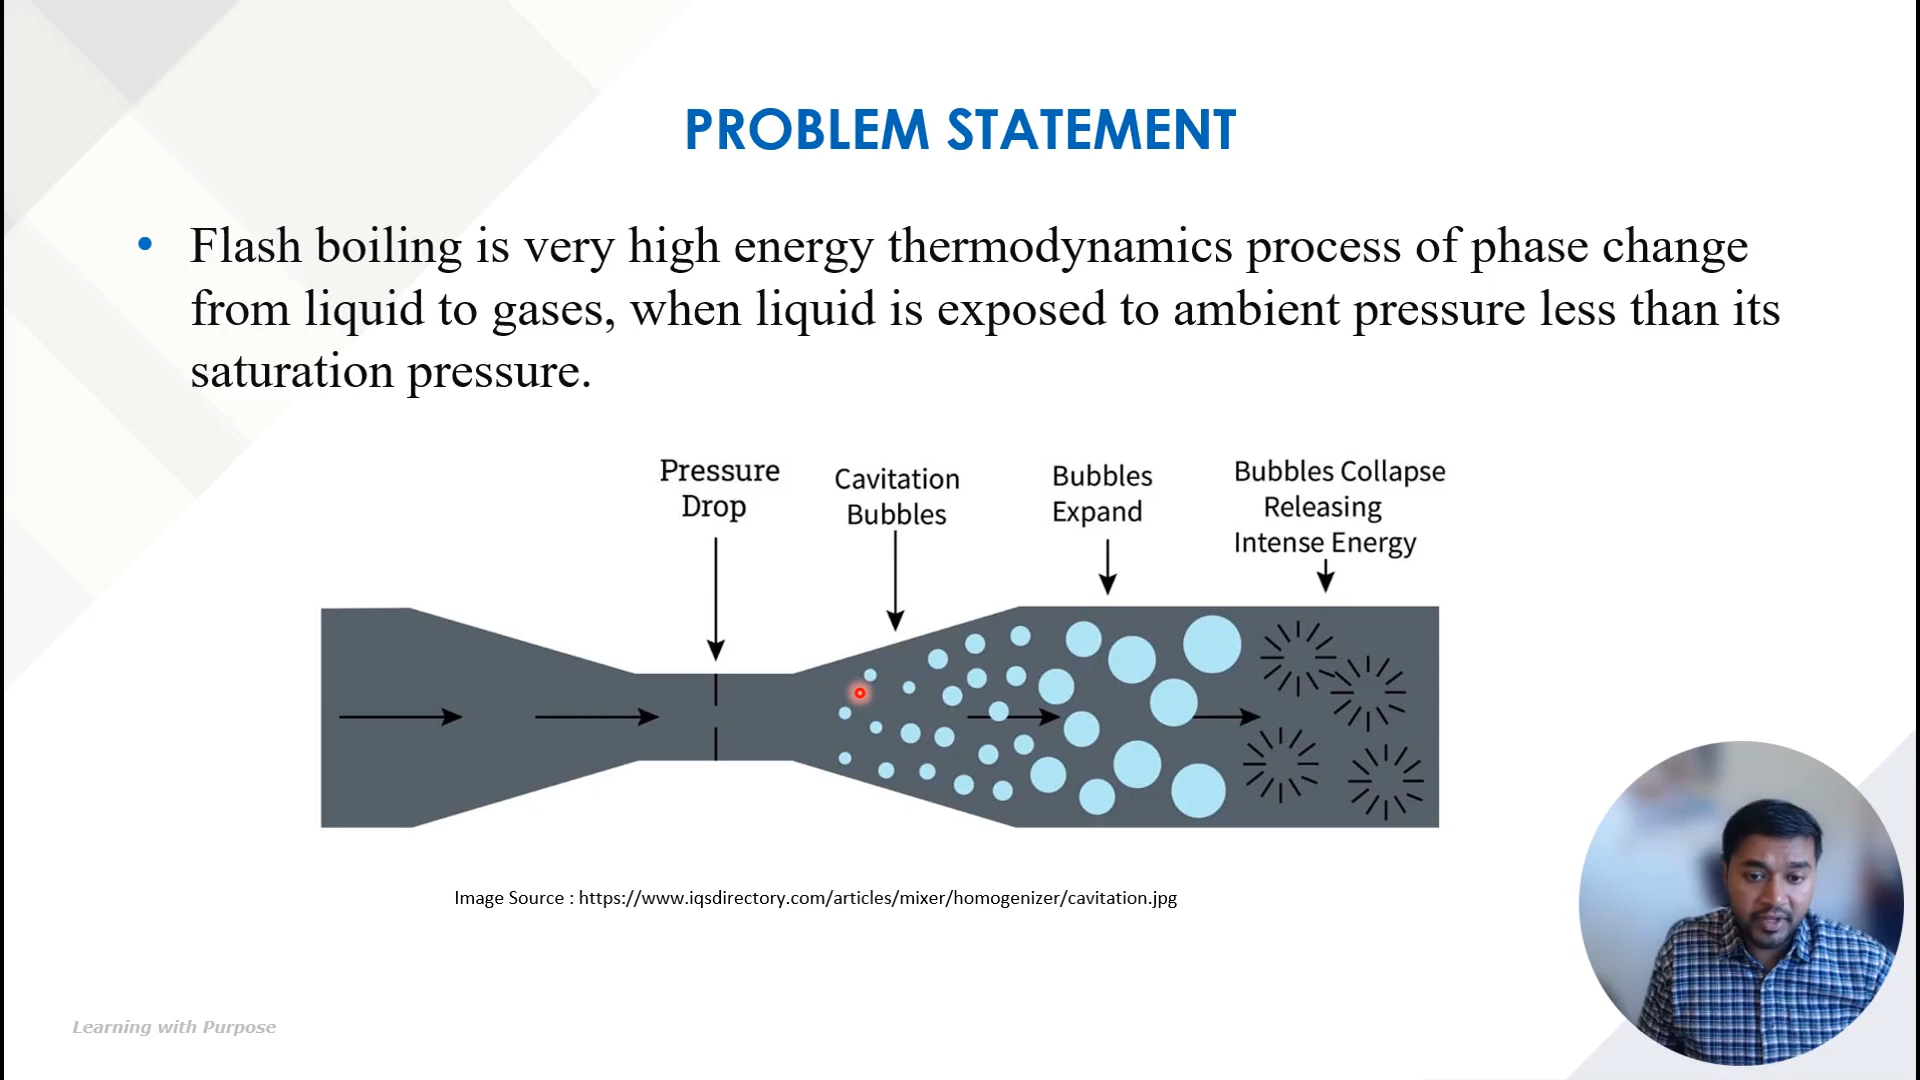 PROBLEM STATEMENT
• Flash boiling is very high energy thermodynamics process of phase change
from liquid to gases, when liquid is exposed to ambient pressure less than its
saturation pressure.
Pressure
Drop
Cavitation
Bubbles
Bubbles
Expand
Bubbles Collapse
Releasing
Intense Energy
Image Source : https://www.iqsdirectory.com/articles/mixer/homogenizer/cavitation.jpg
Learning with Purpose